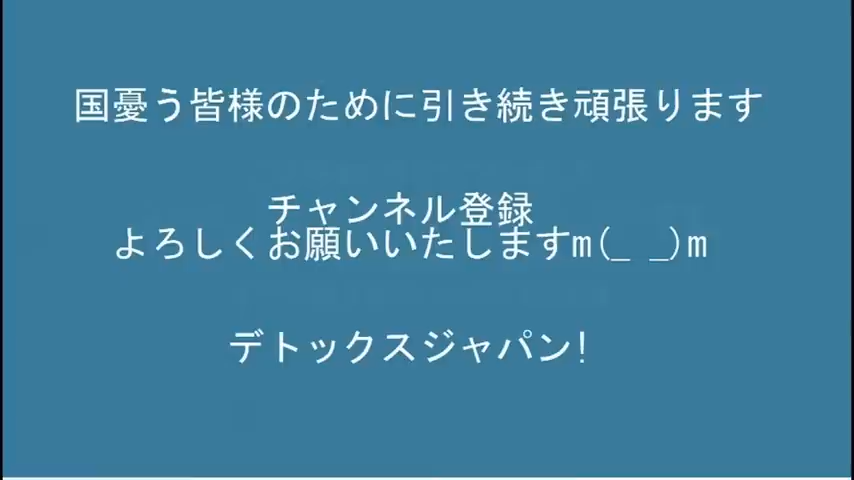 国憂う皆様のために引き続き頑張ります
チャンネル登録
よろしくお願いいたしますm(_ _)m
デトックスジャパン!